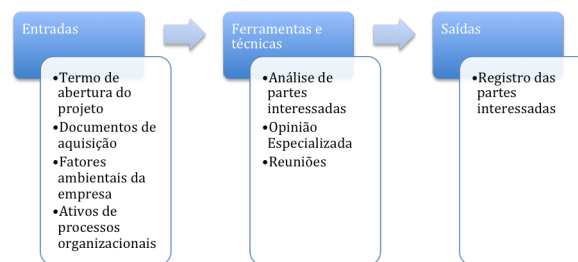 Entradas
•Termo de
abertura do
projeto
•Documentos de
aquisição
•Fatores
ambientais da
empresa
•Ativos de
processos
organizacionais
Ferramentas e
técnicas
•Análise de
partes
interessadas
•Opinião
Especializada
•Reuniões
Saídas
•Registro das
partes
interessadas